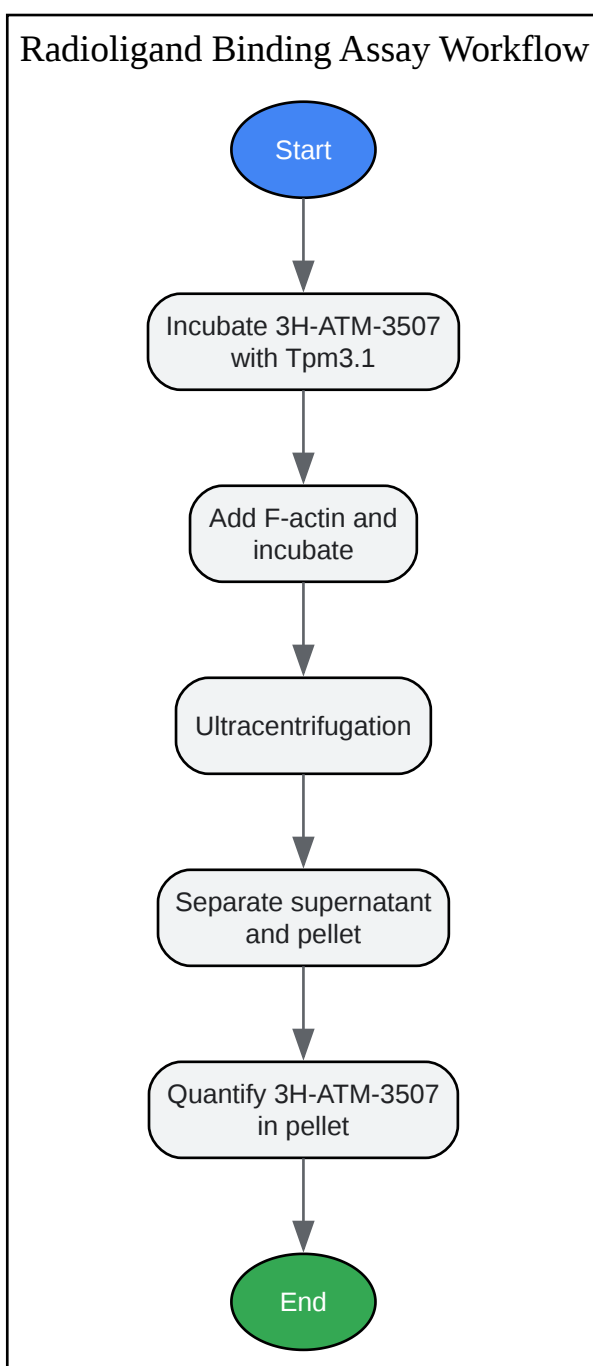 Radioligand Binding Assay Workflow
Start
Incubate 3H-ATM-3507
with Tpm3.1
Add F-actin and
incubate
Ultracentrifugation
Separate supernatant
and pellet
Quantify 3H-ATM-3507
in pellet
End